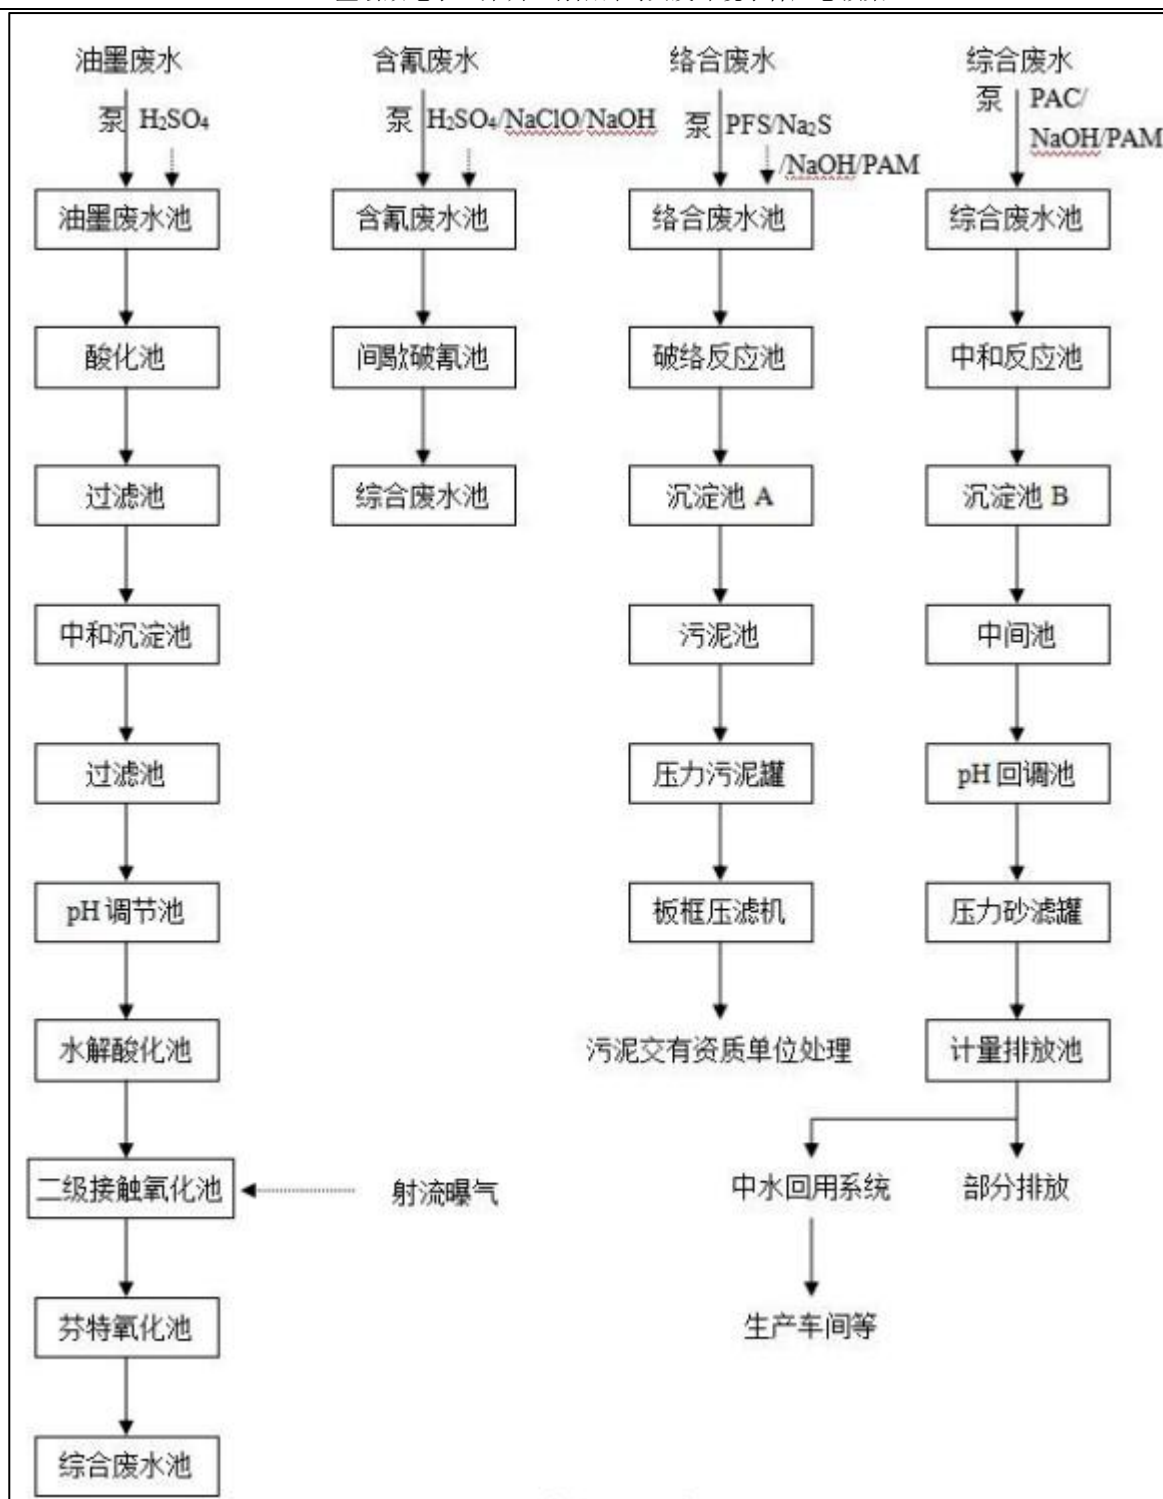 油墨废水
泵 H₂SO₄
油墨废水池
酸化池
过滤池
中和沉淀池
过滤池
pH 调节池
水解酸化池
二级接触氧化池
射流曝气
芬特氧化池
综合废水池
含氰废水
泵 H₂SO₄/NaClO/NaOH
含氰废水池
间歇破氰池
综合废水池
络合废水
泵 PFS/Na₂S
/NaOH/PAM
络合废水池
破络反应池
沉淀池 A
污泥池
压力污泥罐
板框压滤机
污泥交有资质单位处理
综合废水
泵 PAC/
NaOH/PAM
综合废水池
中和反应池
沉淀池 B
中间池
pH 回调池
压力砂滤罐
计量排放池
中水回用系统
部分排放
生产车间等